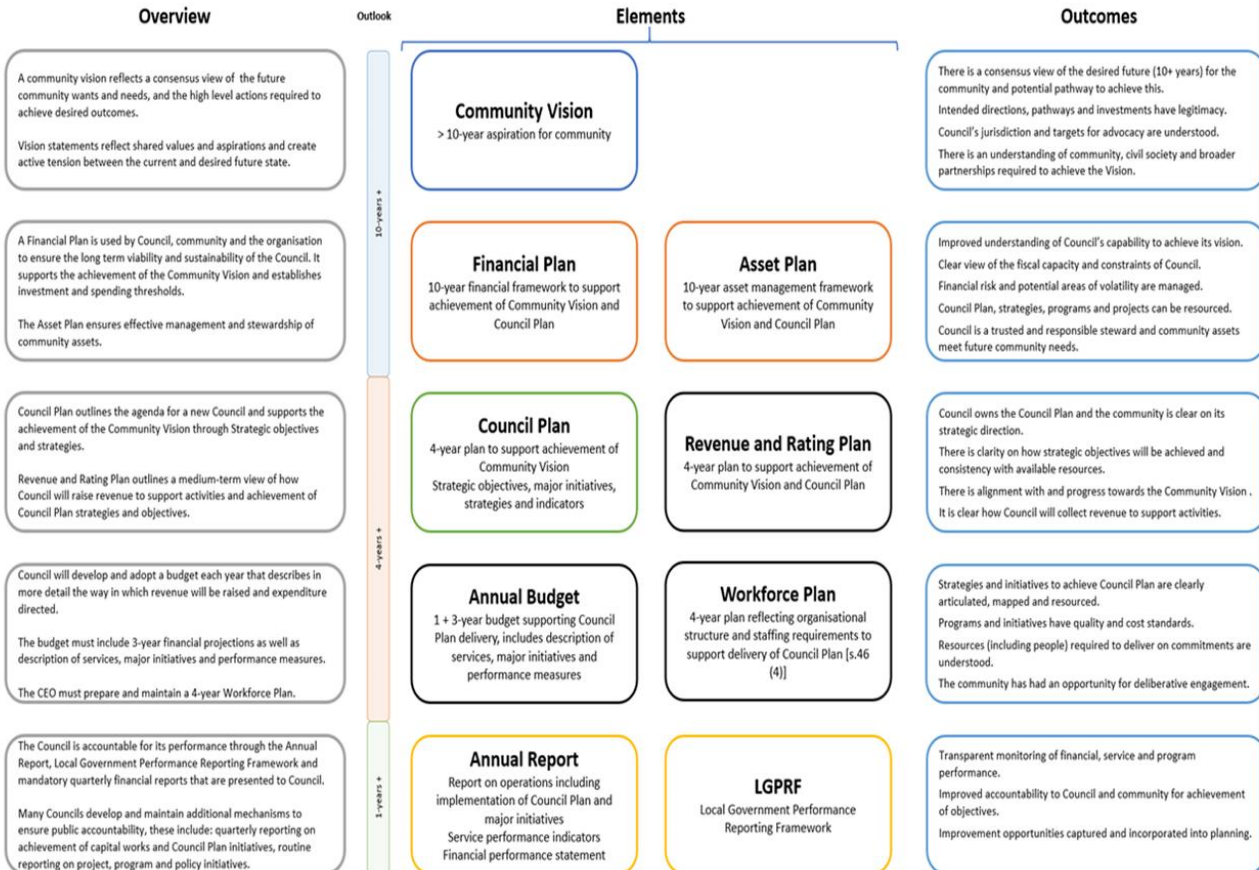 Overview
Outlook
Elements
Outcomes
A community vision reflects a consensus view of the future
community wants and needs, and the high level actions required to
achieve desired outcomes.
Vision statements reflect shared values and aspirations and create
active tension between the current and desired future state.
10-years +
Community Vision
> 10-year aspiration for community
There is a consensus view of the desired future (10+ years) for the
community and potential pathway to achieve this.
Intended directions, pathways and investments have legitimacy.
Council's jurisdiction and targets for advocacy are understood.
There is an understanding of community, civil society and broader
partnerships required to achieve the Vision.
A Financial Plan is used by Council, community and the organisation
to ensure the long term viability and sustainability of the Council. It
supports the achievement of the Community Vision and establishes
investment and spending thresholds.
The Asset Plan ensures effective management and stewardship of
community assets.
Financial Plan
10-year financial framework to support
achievement of Community Vision and
Council Plan
Asset Plan
10-year asset management framework
to support achievement of Community
Vision and Council Plan
Improved understanding of Council's capability to achieve its vision.
Clear view of the fiscal capacity and constraints of Council.
Financial risk and potential areas of volatility are managed.
Council Plan, strategies, programs and projects can be resourced.
Council is a trusted and responsible steward and community assets
meet future community needs.
Council Plan outlines the agenda for a new Council and supports the
achievement of the Community Vision through Strategic objectives
and strategies.
Revenue and Rating Plan outlines a medium-term view of how
Council will raise revenue to support activities and achievement of
Council Plan strategies and objectives.
4-years +
Council Plan
4-year plan to support achievement of
Community Vision
Strategic objectives, major initiatives,
strategies and indicators
Revenue and Rating Plan
4-year plan to support achievement of
Community Vision and Council Plan
Council owns the Council Plan and the community is clear on its
strategic direction.
There is clarity on how strategic objectives will be achieved and
consistency with available resources.
There is alignment with and progress towards the Community Vision .
It is clear how Council will collect revenue to support activities.
Council will develop and adopt a budget each year that describes in
more detail the way in which revenue will be raised and expenditure
directed.
The budget must include 3-year financial projections as well as
description of services, major initiatives and performance measures.
The CEO must prepare and maintain a 4-year Workforce Plan.
Annual Budget
1 + 3-year budget supporting Council
Plan delivery, includes description of
services, major initiatives and
performance measures
Workforce Plan
4-year plan reflecting organisational
structure and staffing requirements to
support delivery of Council Plan [s.46
(4)]
Strategies and initiatives to achieve Council Plan are clearly
articulated, mapped and resourced.
Programs and initiatives have quality and cost standards.
Resources (including people) required to deliver on commitments are
understood.
The community has had an opportunity for deliberative engagement.
The Council is accountable for its performance through the Annual
Report, Local Government Performance Reporting Framework and
mandatory quarterly financial reports that are presented to Council.
Many Councils develop and maintain additional mechanisms to
ensure public accountability, these include: quarterly reporting on
achievement of capital works and Council Plan initiatives, routine
reporting on project, program and policy initiatives.
1-years +
Annual Report
Report on operations including
implementation of Council Plan and
major initiatives
Service performance indicators
Financial performance statement
LGPRF
Local Government Performance
Reporting Framework
Transparent monitoring of financial, service and program
performance.
Improved accountability to Council and community for achievement
of objectives.
Improvement opportunities captured and incorporated into planning.